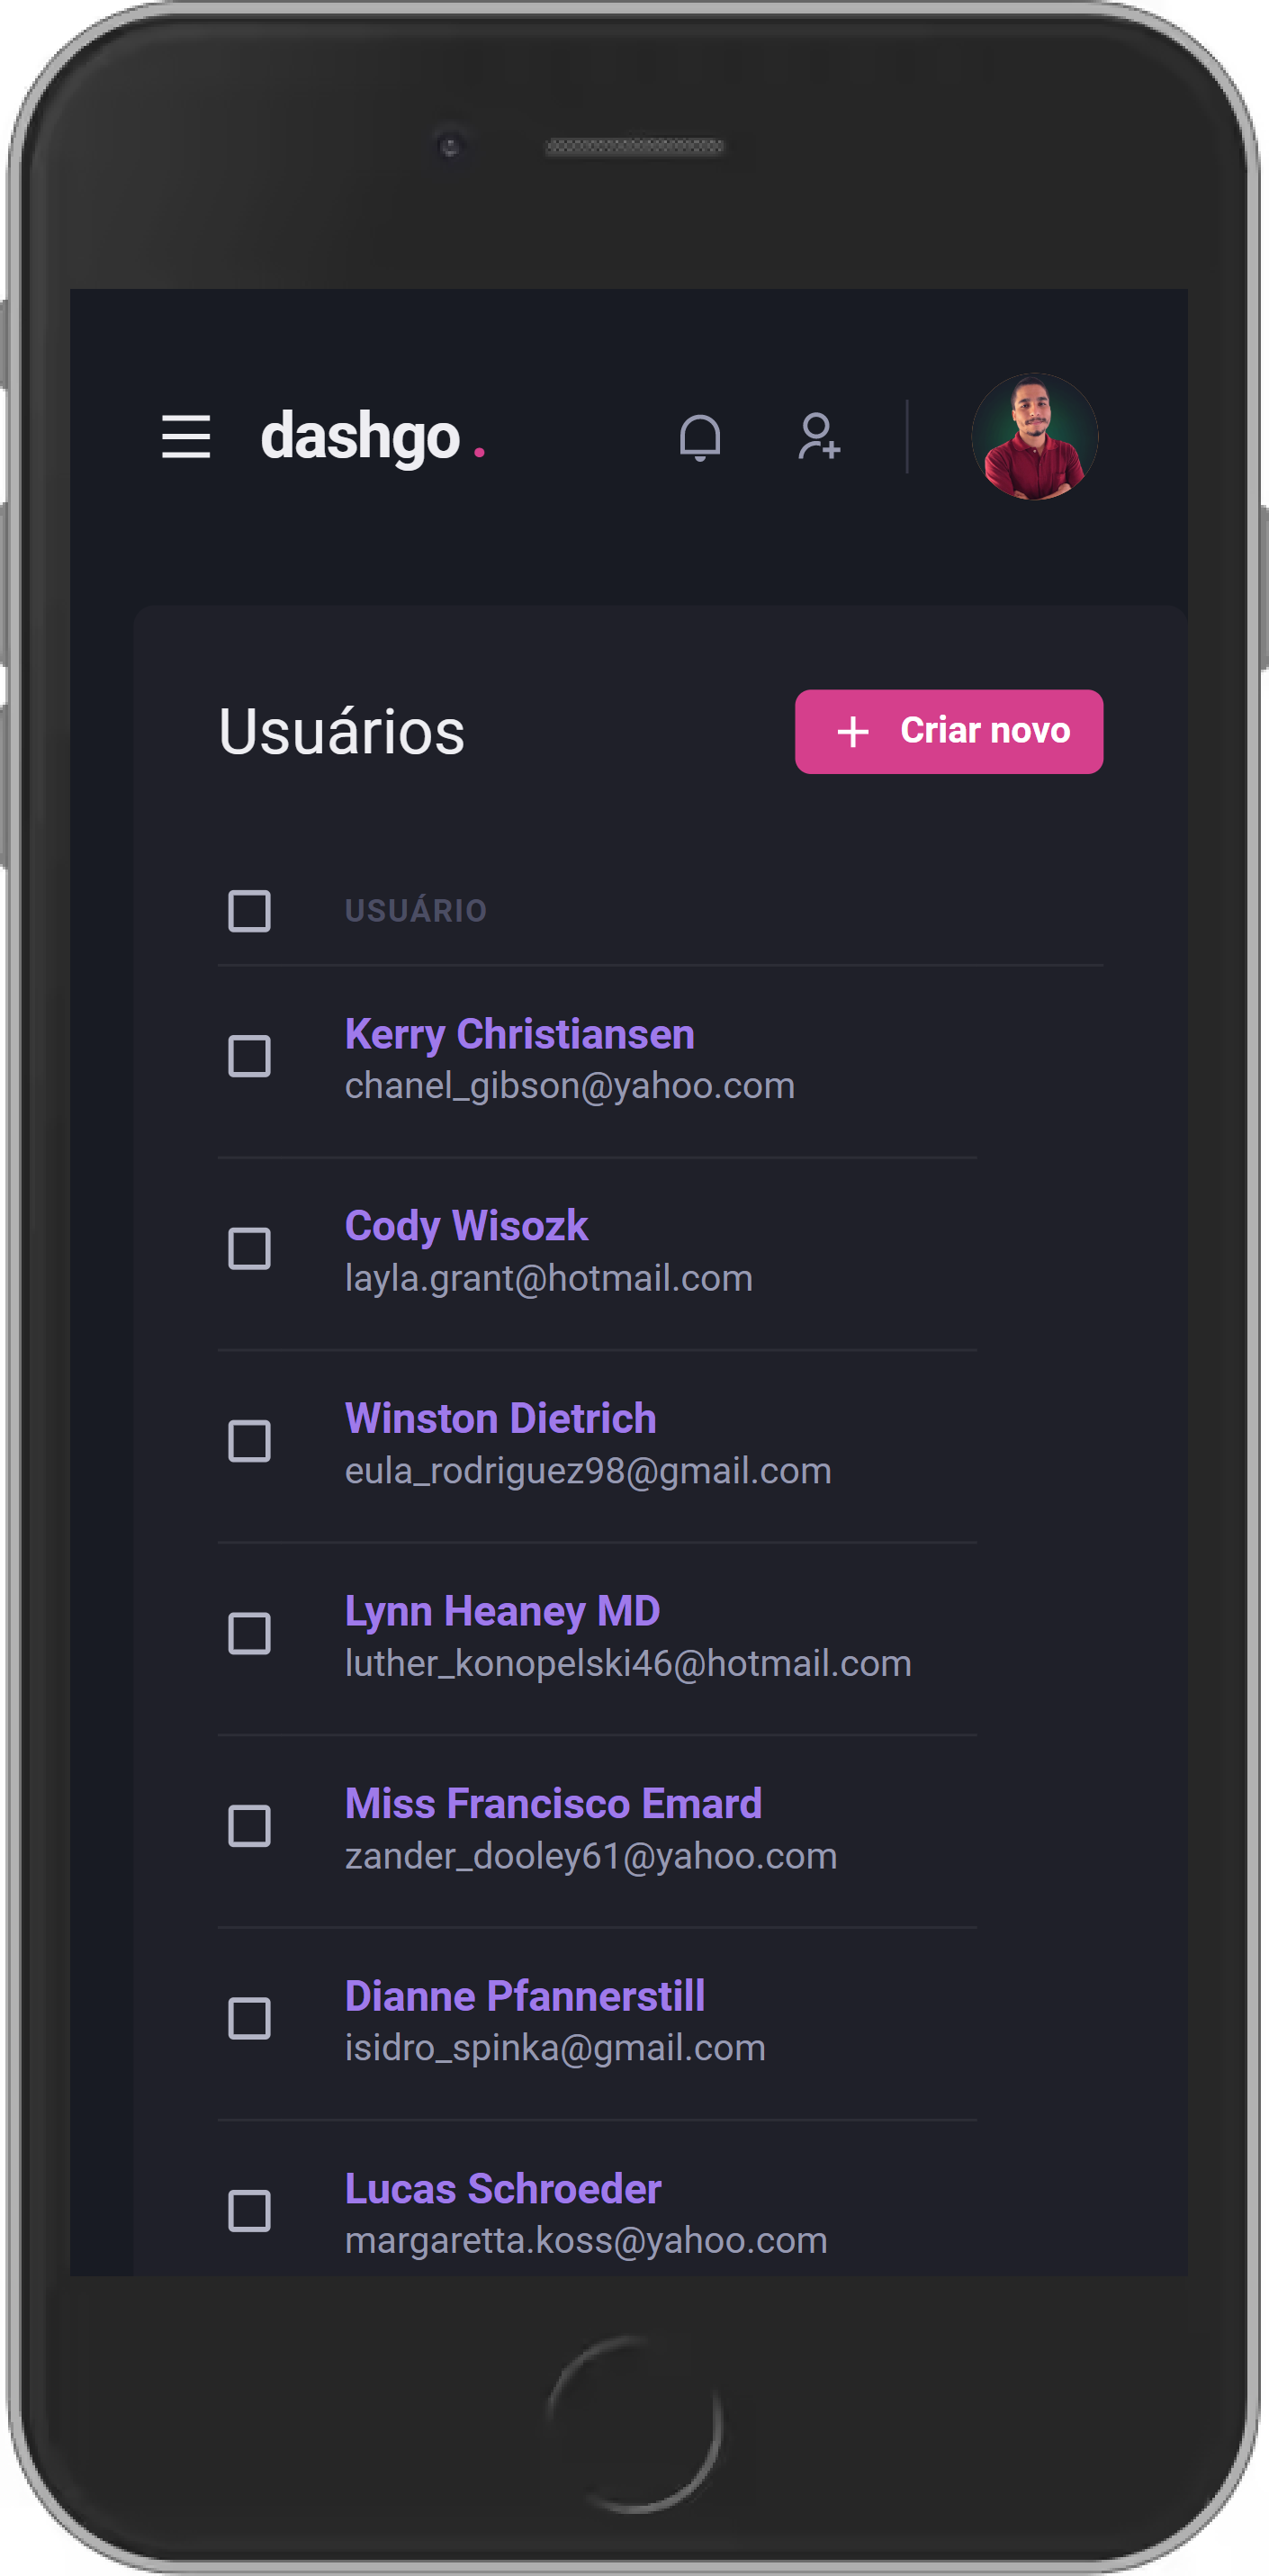 dashgo.
Usuários
+ Criar novo
USUÁRIO
Kerry Christiansen
chanel_gibson@yahoo.com
Cody Wisozk
layla.grant@hotmail.com
Winston Dietrich
eula_rodriguez98@gmail.com
Lynn Heaney MD
luther_konopelski46@hotmail.com
Miss Francisco Emard
zander_dooley61@yahoo.com
Dianne Pfannerstill
isidro_spinka@gmail.com
Lucas Schroeder
margaretta.koss@yahoo.com